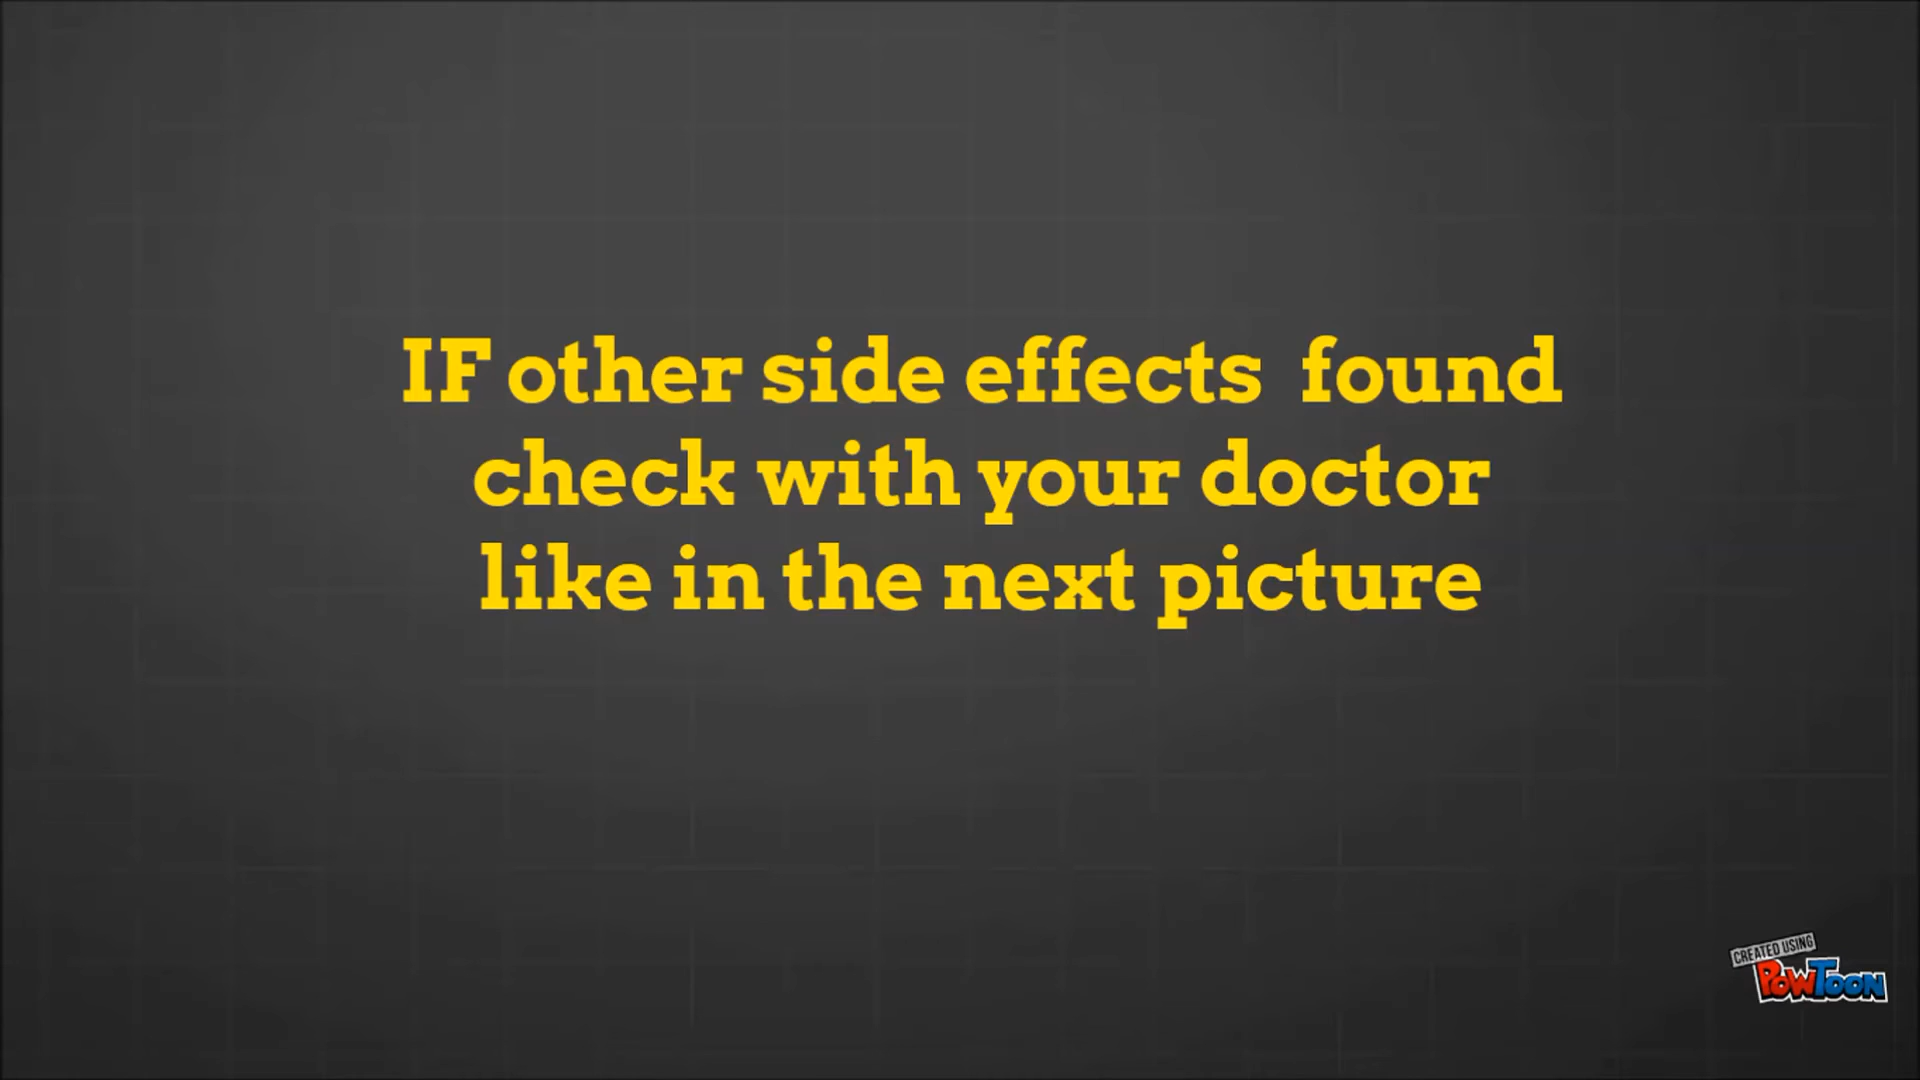 IF other side effects  found
check with your doctor
like in the next picture
CREATED USING
POWTOON